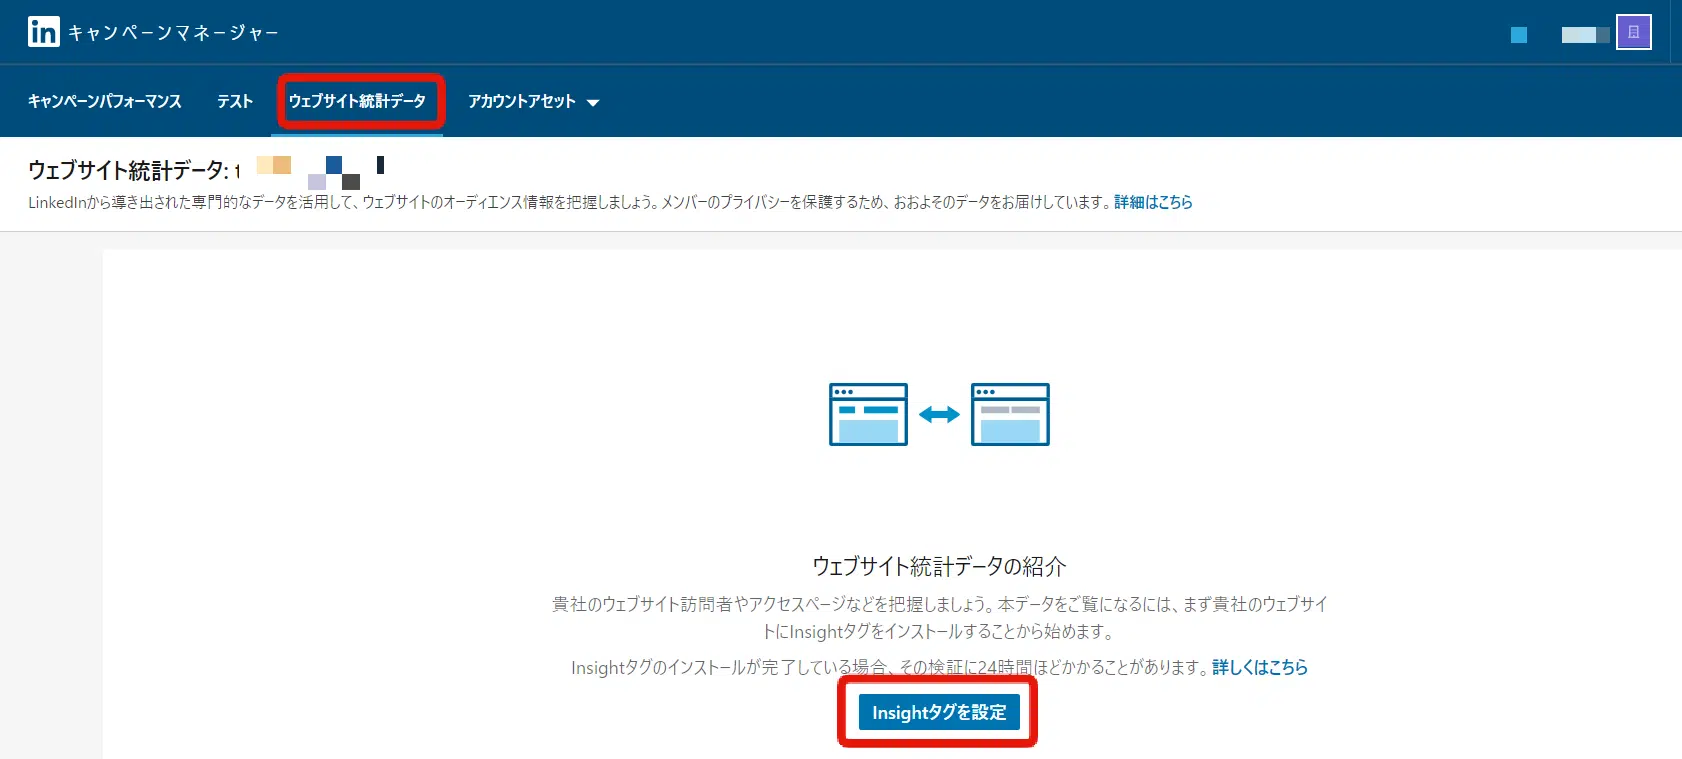 in キャンペーンマネージャー
キャンペーンパフォーマンス テスト ウェブサイト統計データ アカウントアセット
ウェブサイト統計データ: t
LinkedInから導き出された専門的なデータを活用して、ウェブサイトのオーディエンス情報を把握しましょう。メンバーのプライバシーを保護するため、おおよそのデータをお届けしています。詳細はこちら
ウェブサイト統計データの紹介
貴社のウェブサイト訪問者やアクセスページなどを把握しましょう。本データをご覧になるには、まず貴社のウェブサイ
トにInsightタグをインストールすることから始めます。
Insightタグのインストールが完了している場合、その検証に24時間ほどかかることがあります。詳しくはこちら
Insightタグを設定